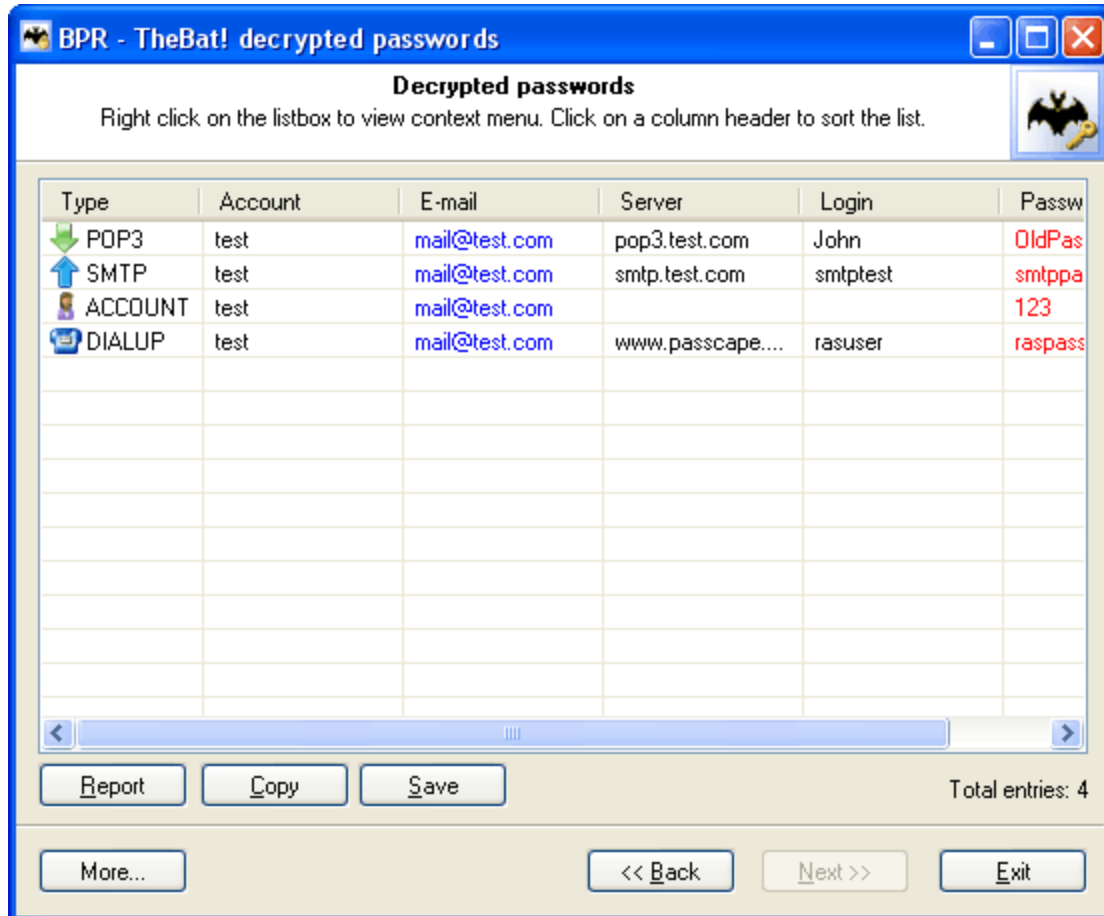 BPR - TheBat! decrypted passwords
Decrypted passwords
Right click on the listbox to view context menu. Click on a column header to sort the list.
Type Account E-mail Server Login Passw
POP3 test mail@test.com pop3.test.com John OldPas
SMTP test mail@test.com smtp.test.com smtptest smtppa
ACCOUNT test mail@test.com 123
DIALUP test mail@test.com www.passcape.... rasuser raspass
Report Copy Save Total entries: 4
More... << Back Next >> Exit